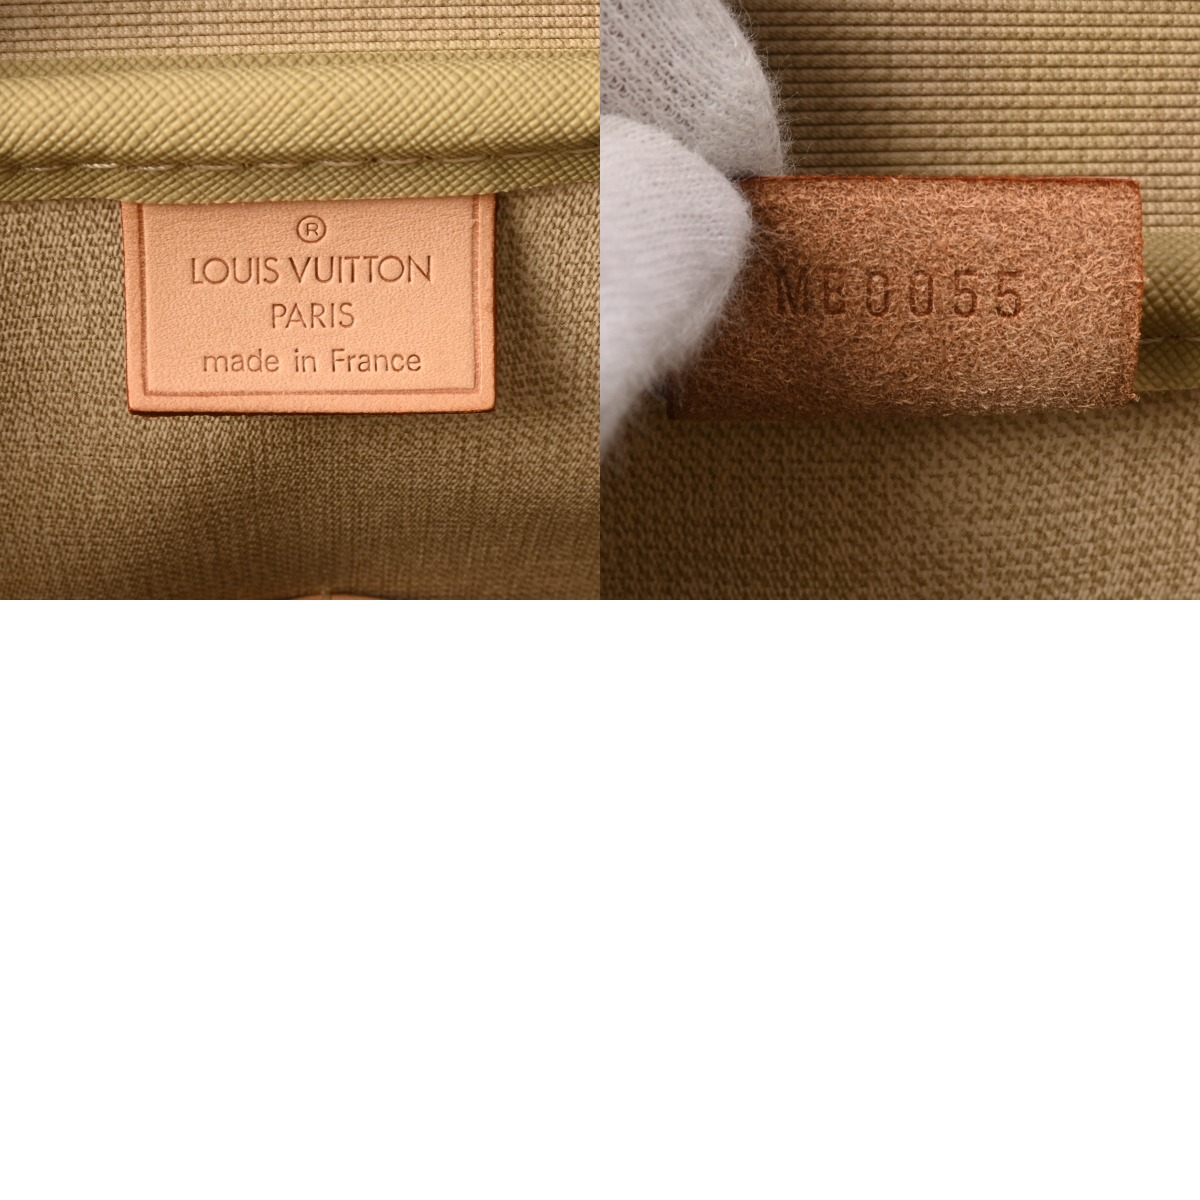 ®
LOUIS VUITTON
PARIS
made in France
MB0055